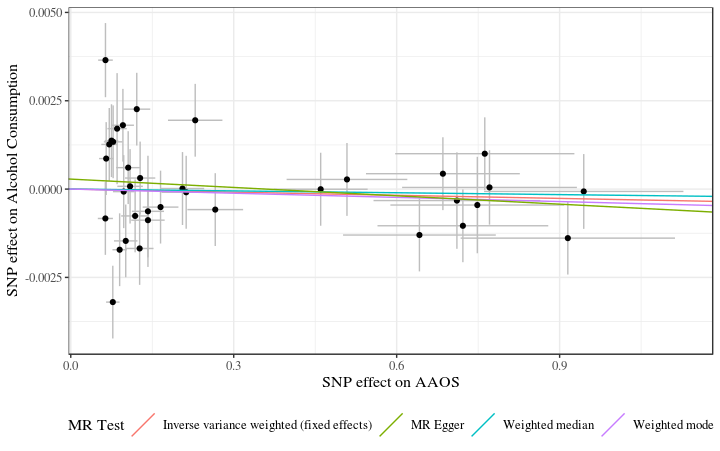 0.0050
0.0025
0.0000
-0.0025
SNP effect on Alcohol Consumption
0.0
0.3
0.6
0.9
SNP effect on AAOS
MR Test
Inverse variance weighted (fixed effects)
MR Egger
Weighted median
Weighted mode